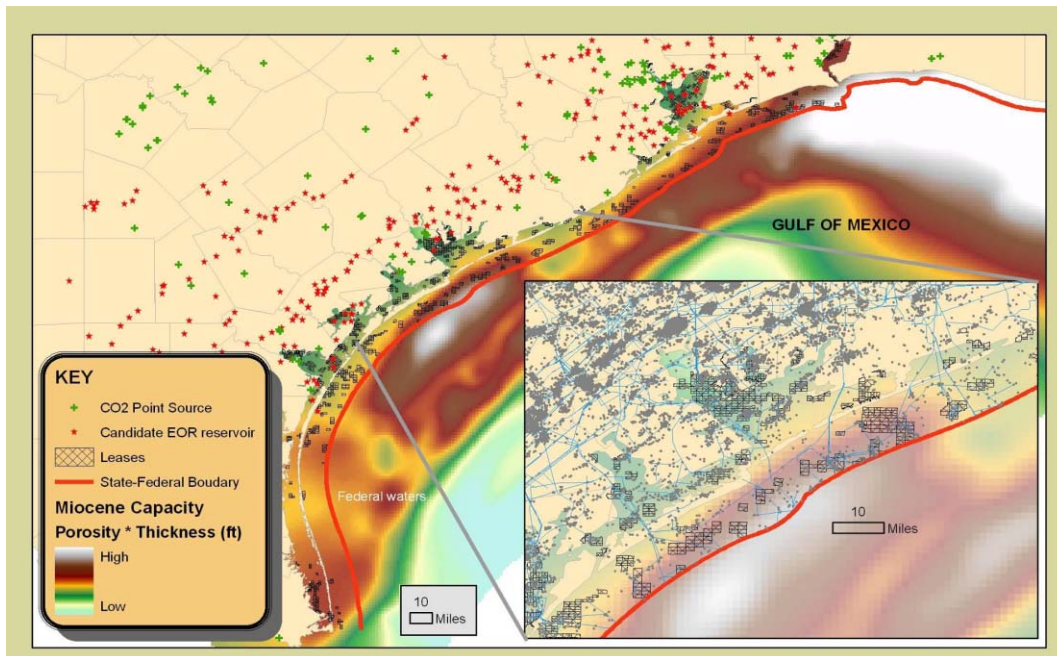 GULF OF MEXICO
Federal waters
KEY
CO2 Point Source
Candidate EOR reservoir
Leases
State-Federal Boudary
Miocene Capacity
Porosity * Thickness (ft)
High
Low
10
Miles
10
Miles